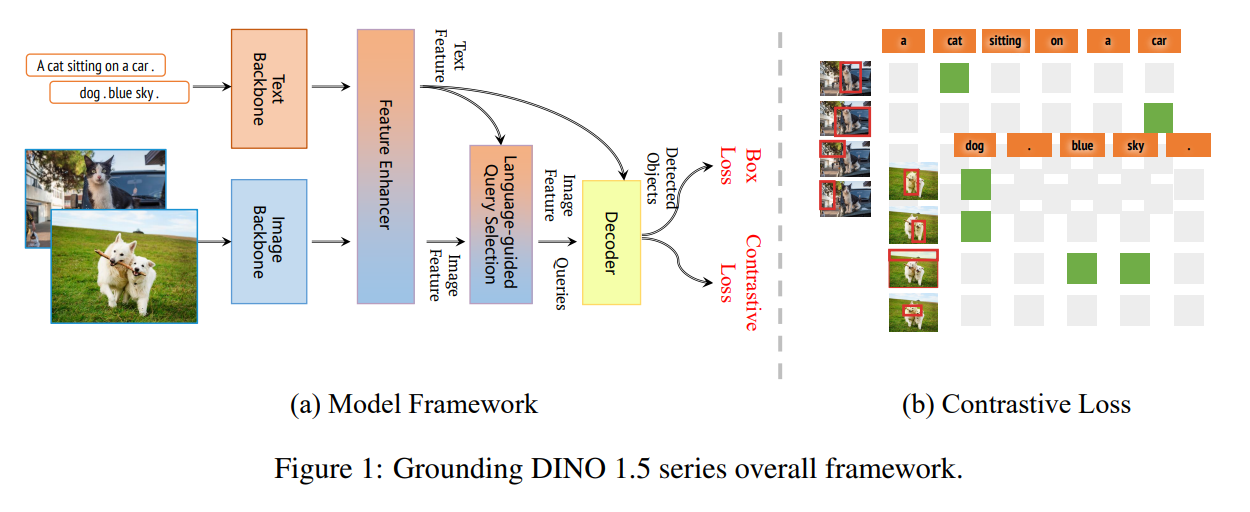 A cat sitting on a car .
dog . blue sky .
Text
Backbone
Image
Backbone
Feature Enhancer
Text
Feature
Image
Feature
Language-guided
Query Selection
Image
Feature
Queries
Decoder
Detected
Objects
Box
Loss
Contrastive
Loss
a cat sitting on a car
dog . blue sky .
(a) Model Framework
(b) Contrastive Loss
Figure 1: Grounding DINO 1.5 series overall framework.